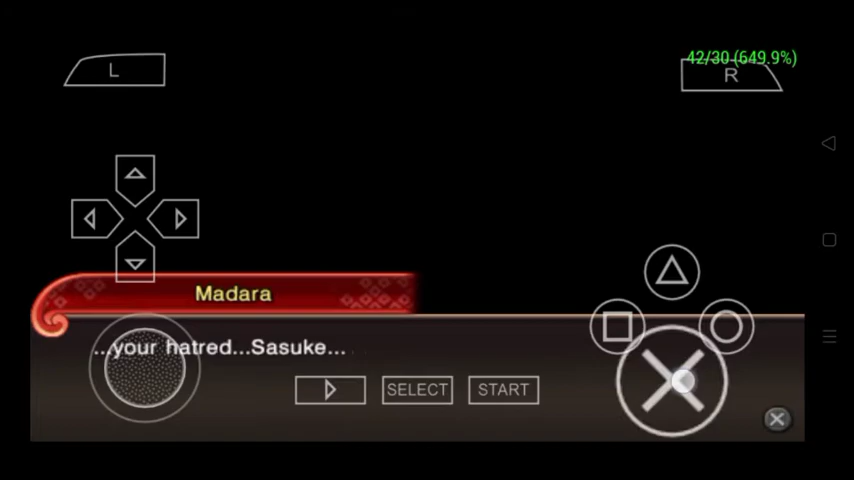 42/30 (649.9%)
L
R
Madara
...your hatred...Sasuke...
SELECT
START